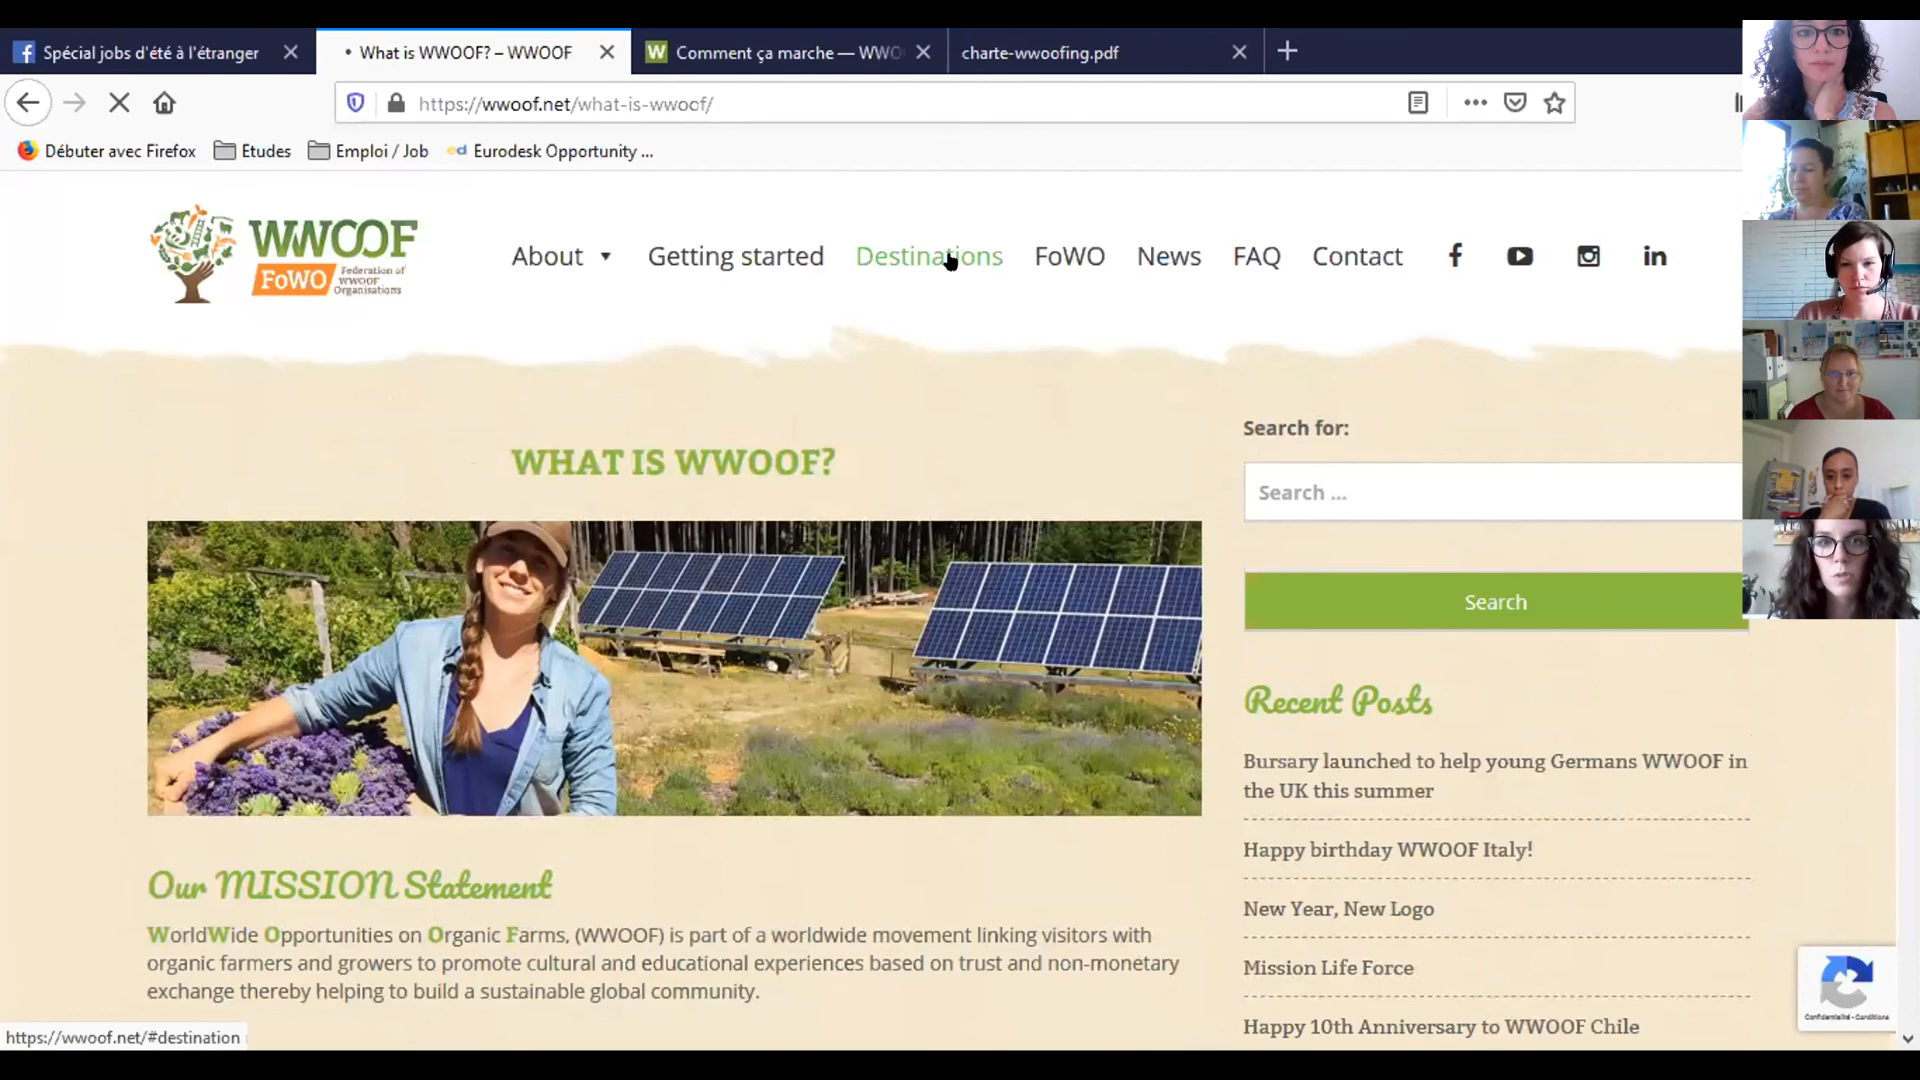 Spécial jobs d'été à l'étranger
• What is WWOOF? – WWOOF
W Comment ça marche — WWO
charte-wwoofing.pdf
https://wwoof.net/what-is-wwoof/
Débuter avec Firefox
Etudes
Emploi / Job
ed Eurodesk Opportunity ...
WWOOF
FoWO
Federation of
WWOOF
Organisations
About
Getting started
Destinations
FoWO
News
FAQ
Contact
WHAT IS WWOOF?
Our MISSION Statement
WorldWide Opportunities on Organic Farms, (WWOOF) is part of a worldwide movement linking visitors with
organic farmers and growers to promote cultural and educational experiences based on trust and non-monetary
exchange thereby helping to build a sustainable global community.
Search for:
Search ...
Search
Recent Posts
Bursary launched to help young Germans WWOOF in
the UK this summer
Happy birthday WWOOF Italy!
New Year, New Logo
Mission Life Force
Happy 10th Anniversary to WWOOF Chile
Confidentialité - Conditions
https://wwoof.net/#destination